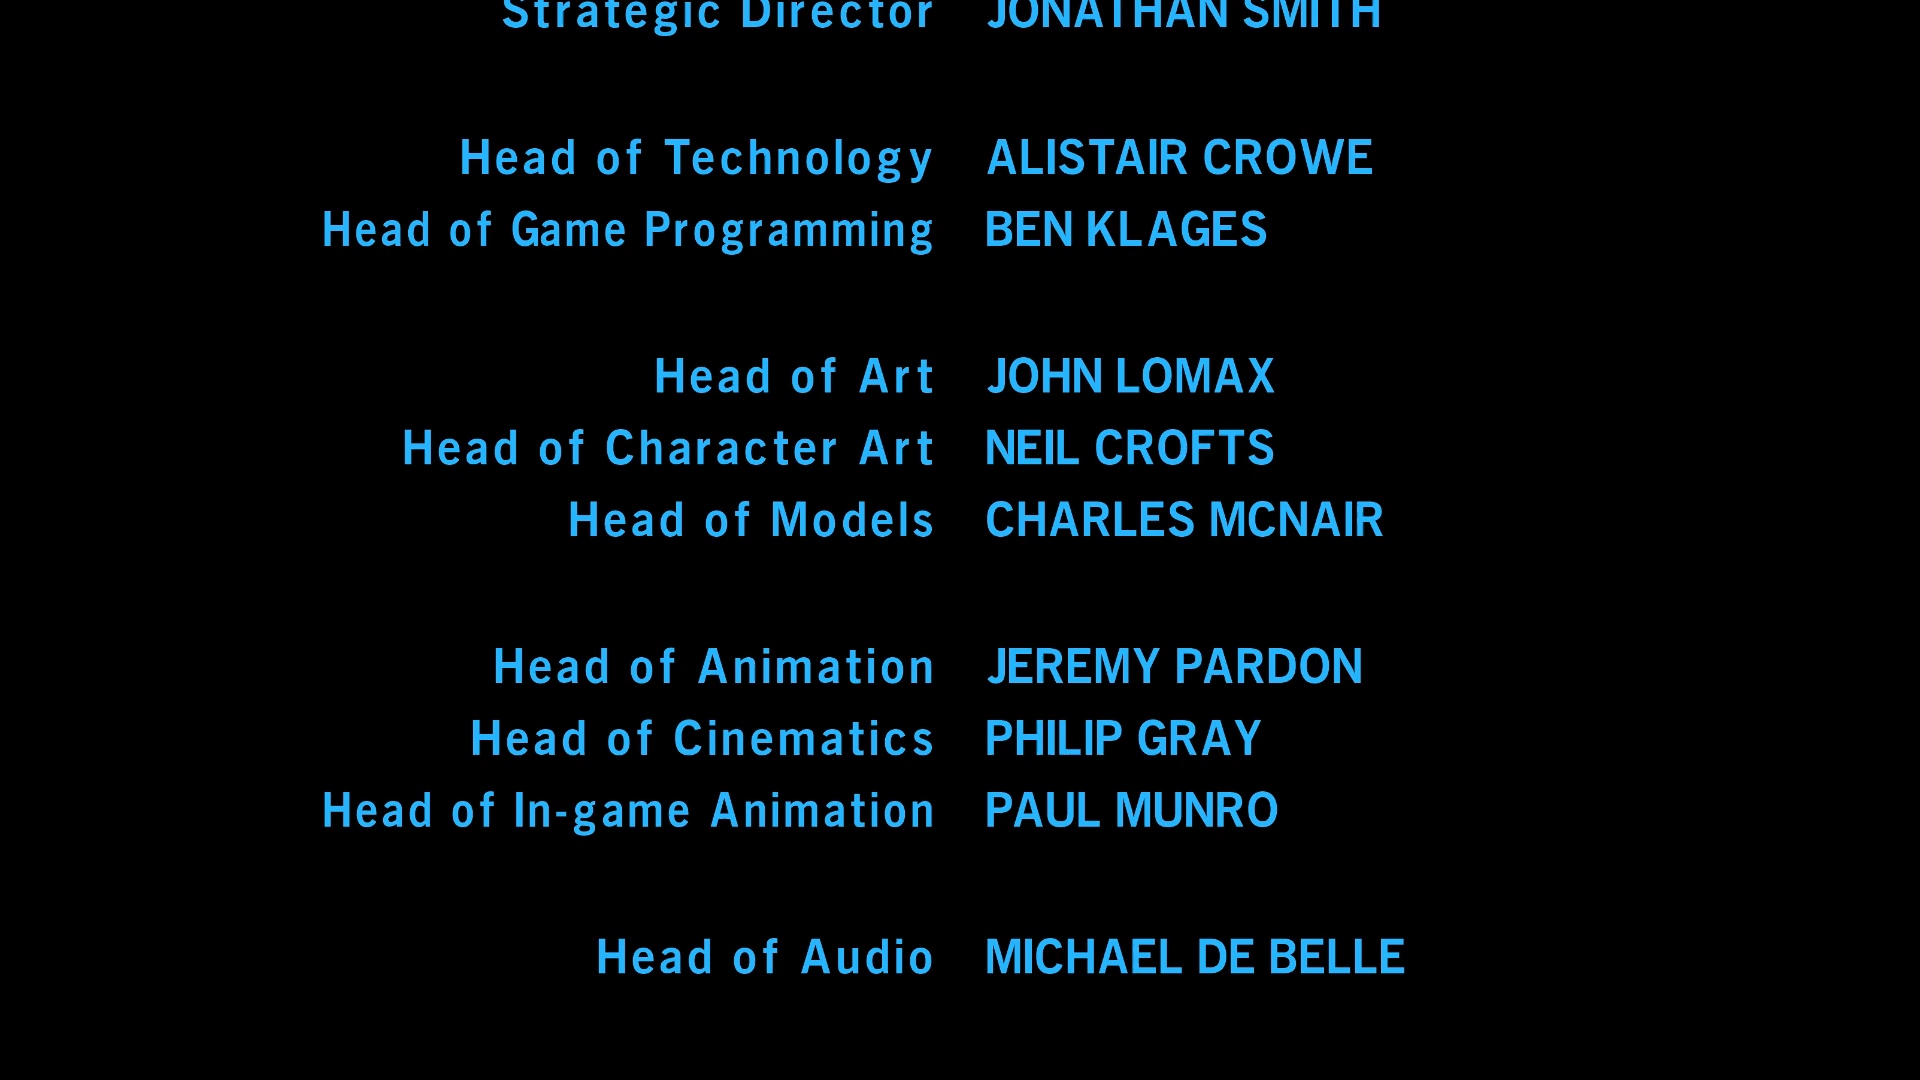 Strategic Director JONATHAN SMITH
Head of Technology ALISTAIR CROWE
Head of Game Programming BEN KLAGES
Head of Art JOHN LOMAX
Head of Character Art NEIL CROFTS
Head of Models CHARLES MCNAIR
Head of Animation JEREMY PARDON
Head of Cinematics PHILIP GRAY
Head of In-game Animation PAUL MUNRO
Head of Audio MICHAEL DE BELLE